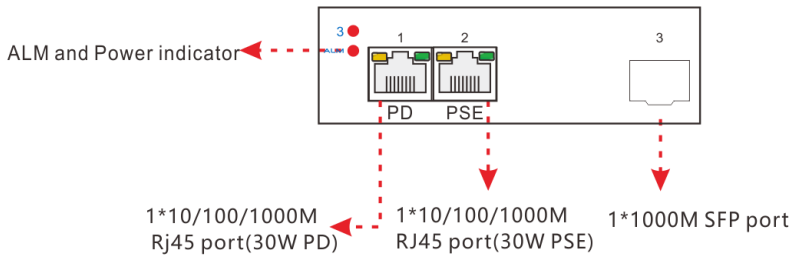 3
1 2 3
ALM and Power indicator
ALM
PD PSE
1*10/100/1000M
Rj45 port(30W PD)
1*10/100/1000M
RJ45 port(30W PSE)
1*1000M SFP port